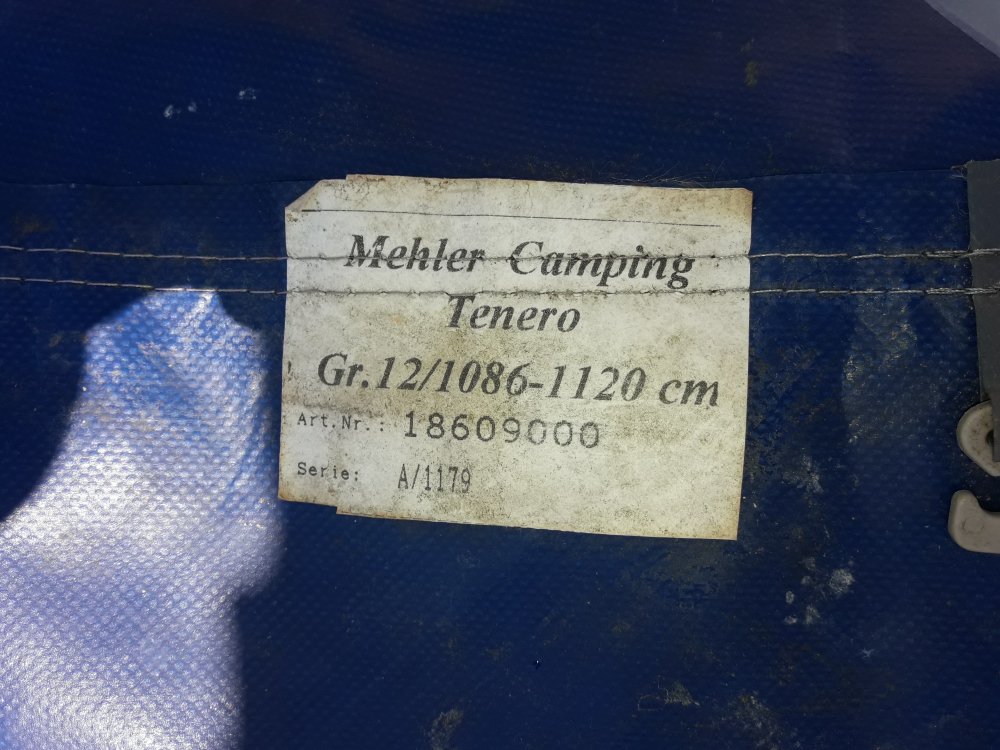 Mehler Camping
Tenero
Gr.12/1086-1120 cm
Art.Nr.: 18609000
Serie: A/1179